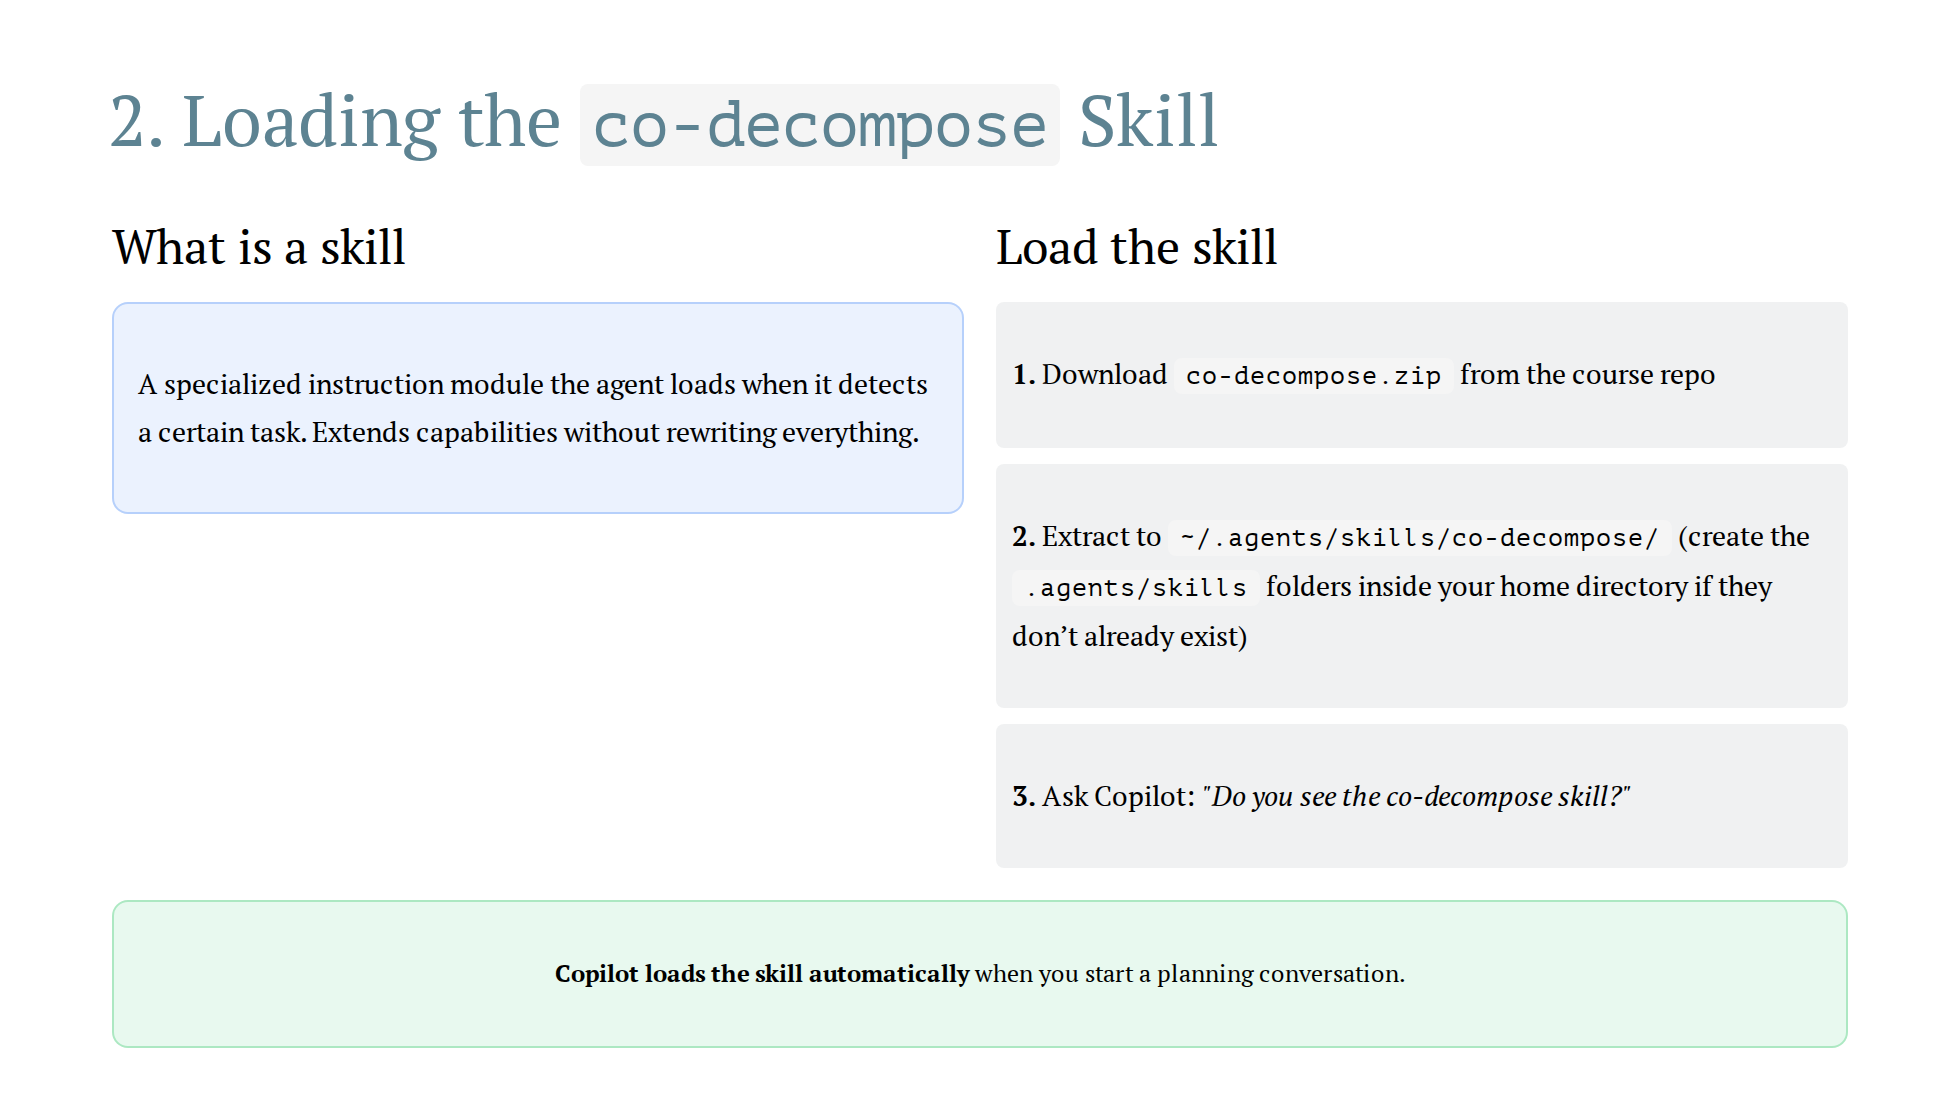 2. Loading the co-decompose Skill
What is a skill
A specialized instruction module the agent loads when it detects
a certain task. Extends capabilities without rewriting everything.
Load the skill
1. Download co-decompose.zip from the course repo
2. Extract to ~/.agents/skills/co-decompose/ (create the
.agents/skills folders inside your home directory if they
don’t already exist)
3. Ask Copilot: "Do you see the co-decompose skill?"
Copilot loads the skill automatically when you start a planning conversation.